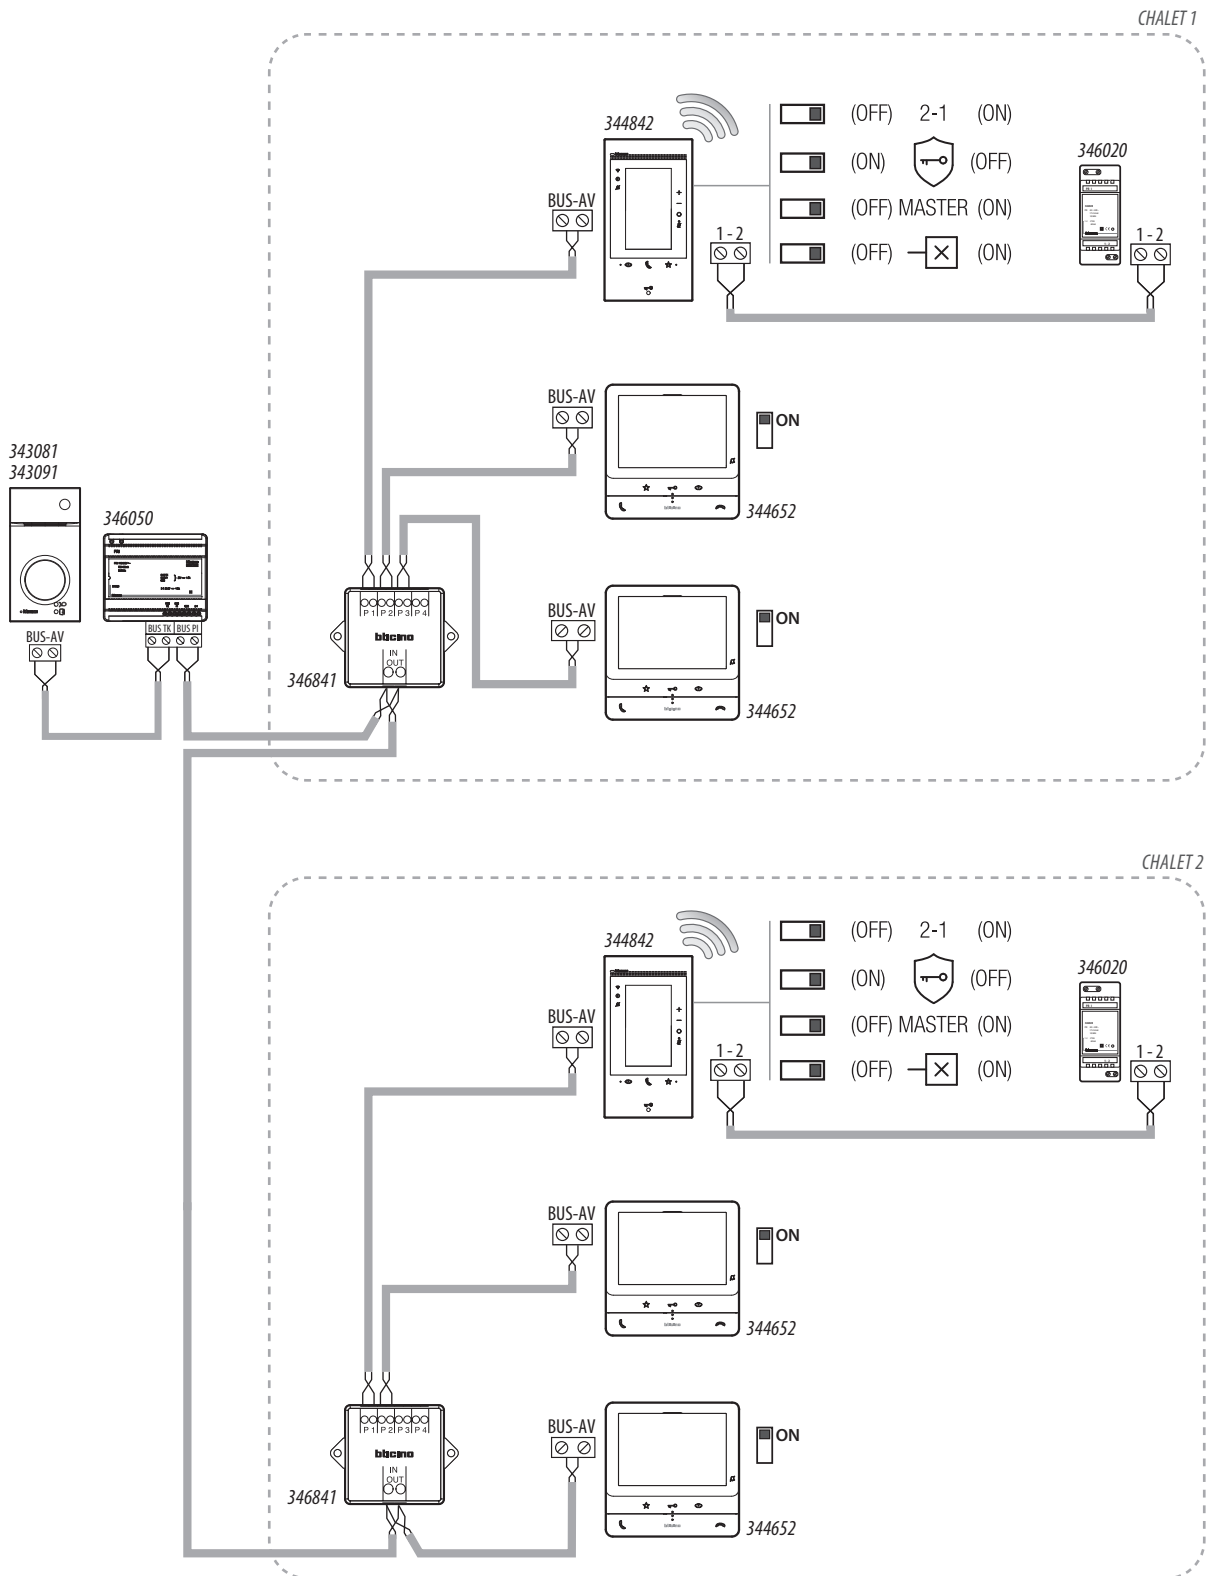 CHALET 1
344842
(OFF) 2-1 (ON)
(ON) (OFF)
(OFF) MASTER (ON)
(OFF) (ON)
346020
BUS-AV
1 - 2
1 - 2
BUS-AV
ON
344652
343081
343091
346050
BUS TK BUS PI
BUS-AV
P1 P2 P3 P4
bticino
IN
OUT
346841
BUS-AV
ON
344652
CHALET 2
344842
(OFF) 2-1 (ON)
(ON) (OFF)
(OFF) MASTER (ON)
(OFF) (ON)
346020
BUS-AV
1 - 2
1 - 2
BUS-AV
ON
344652
P1 P2 P3 P4
bticino
IN
OUT
346841
BUS-AV
ON
344652